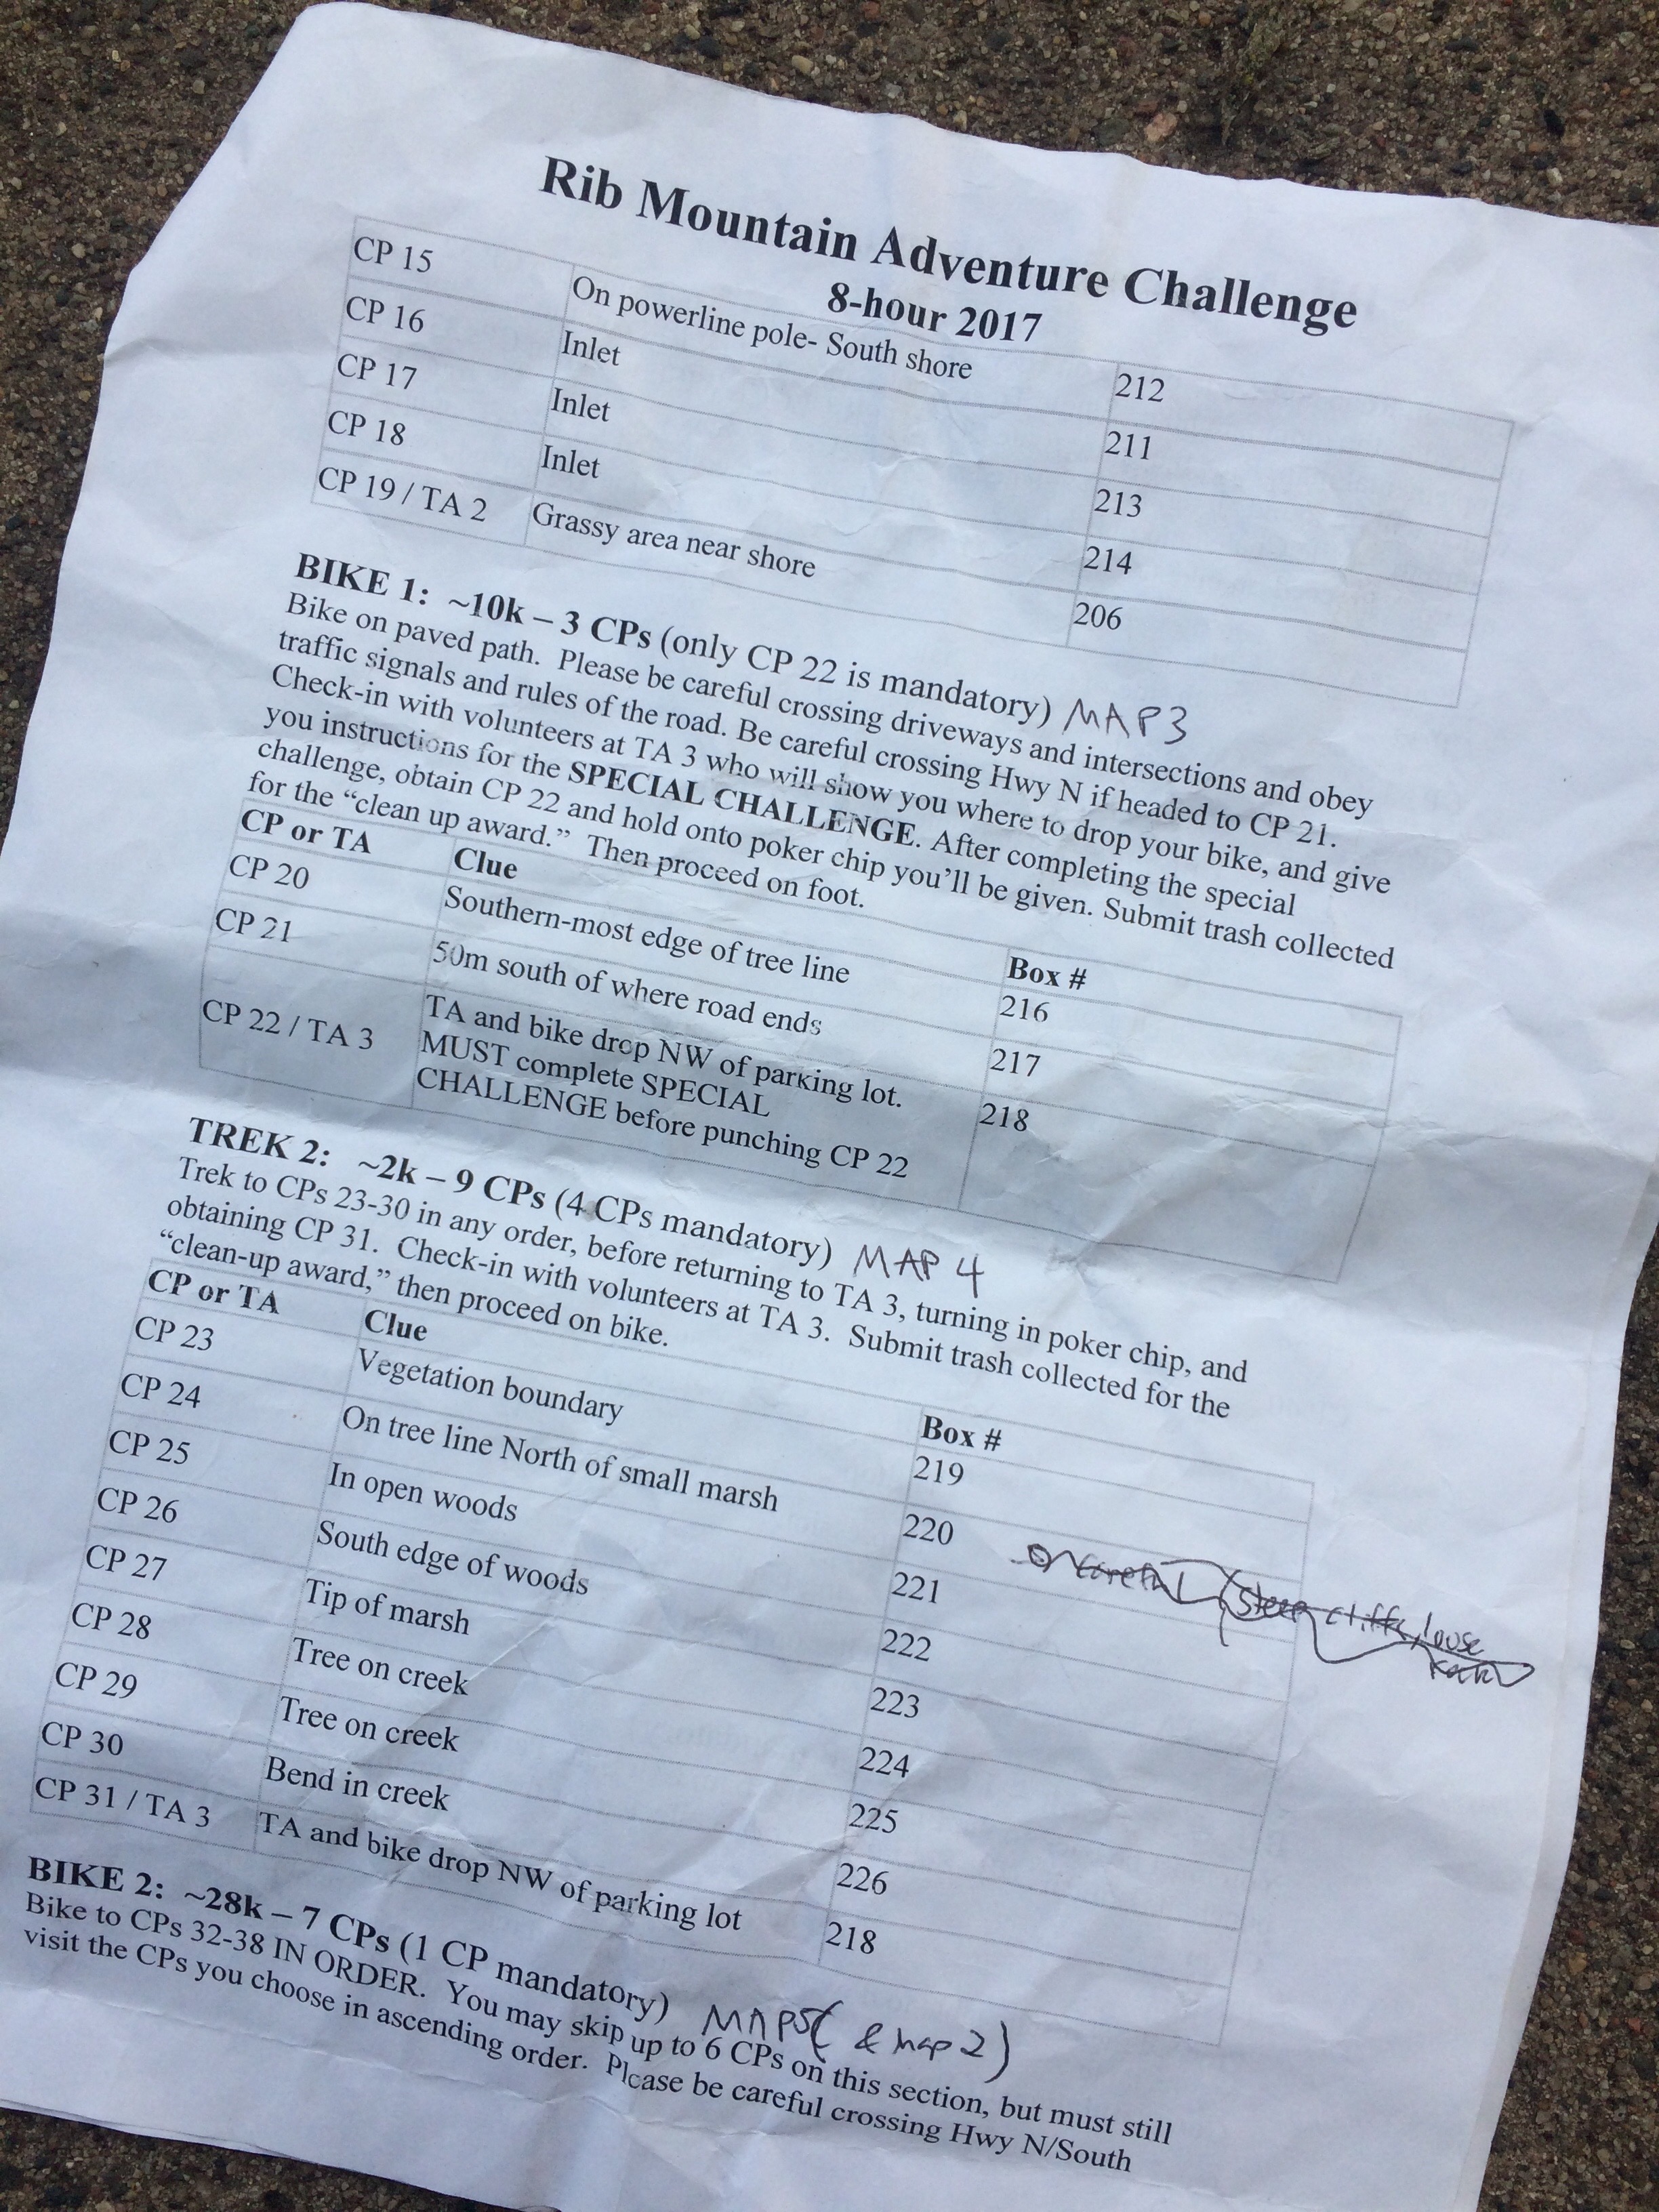 Rib Mountain Adventure Challenge
8-hour 2017
CP 15 On powerline pole- South shore 212
CP 16 Inlet 211
CP 17 Inlet 213
CP 18 Inlet 214
CP 19 / TA 2 Grassy area near shore 206
BIKE 1: ~10k – 3 CPs (only CP 22 is mandatory) MAP3
Bike on paved path. Please be careful crossing driveways and intersections and obey
traffic signals and rules of the road. Be careful crossing Hwy N if headed to CP 21.
Check-in with volunteers at TA 3 who will show you where to drop your bike, and give
you instructions for the SPECIAL CHALLENGE. After completing the special
challenge, obtain CP 22 and hold onto poker chip you'll be given. Submit trash collected
for the “clean up award.” Then proceed on foot.
CP or TA Clue Box #
CP 20 Southern-most edge of tree line 216
CP 21 50m south of where road ends 217
CP 22 / TA 3 TA and bike drop NW of parking lot. 218
MUST complete SPECIAL
CHALLENGE before punching CP 22
TREK 2: ~2k – 9 CPs (4 CPs mandatory) MAP 4
Trek to CPs 23-30 in any order, before returning to TA 3, turning in poker chip, and
obtaining CP 31. Check-in with volunteers at TA 3. Submit trash collected for the
“clean-up award,” then proceed on bike.
CP or TA Clue Box #
CP 23 Vegetation boundary 219
CP 24 On tree line North of small marsh 220
CP 25 In open woods 221
careful steep cliffs, loose
CP 26 South edge of woods 222
CP 27 Tip of marsh 223
CP 28 Tree on creek 224
CP 29 Tree on creek 225
CP 30 Bend in creek 226
CP 31 / TA 3 TA and bike drop NW of parking lot 218
BIKE 2: ~28k – 7 CPs (1 CP mandatory) MAP5 (& map 2)
Bike to CPs 32-38 IN ORDER. You may skip up to 6 CPs on this section, but must still
visit the CPs you choose in ascending order. Please be careful crossing Hwy N/South